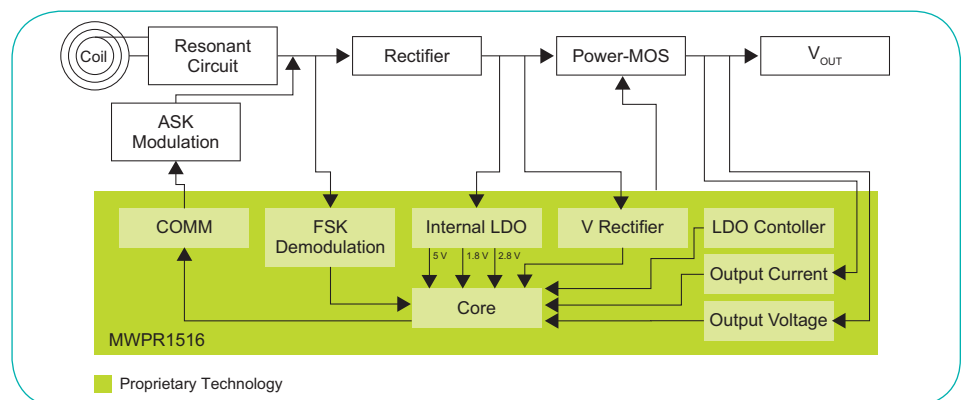 Coil
Resonant
Circuit
Rectifier
Power-MOS
VOUT
ASK
Modulation
COMM
FSK
Demodulation
Internal LDO
V Rectifier
LDO Contoller
5 V
1.8 V
2.8 V
Output Current
Core
Output Voltage
MWPR1516
Proprietary Technology